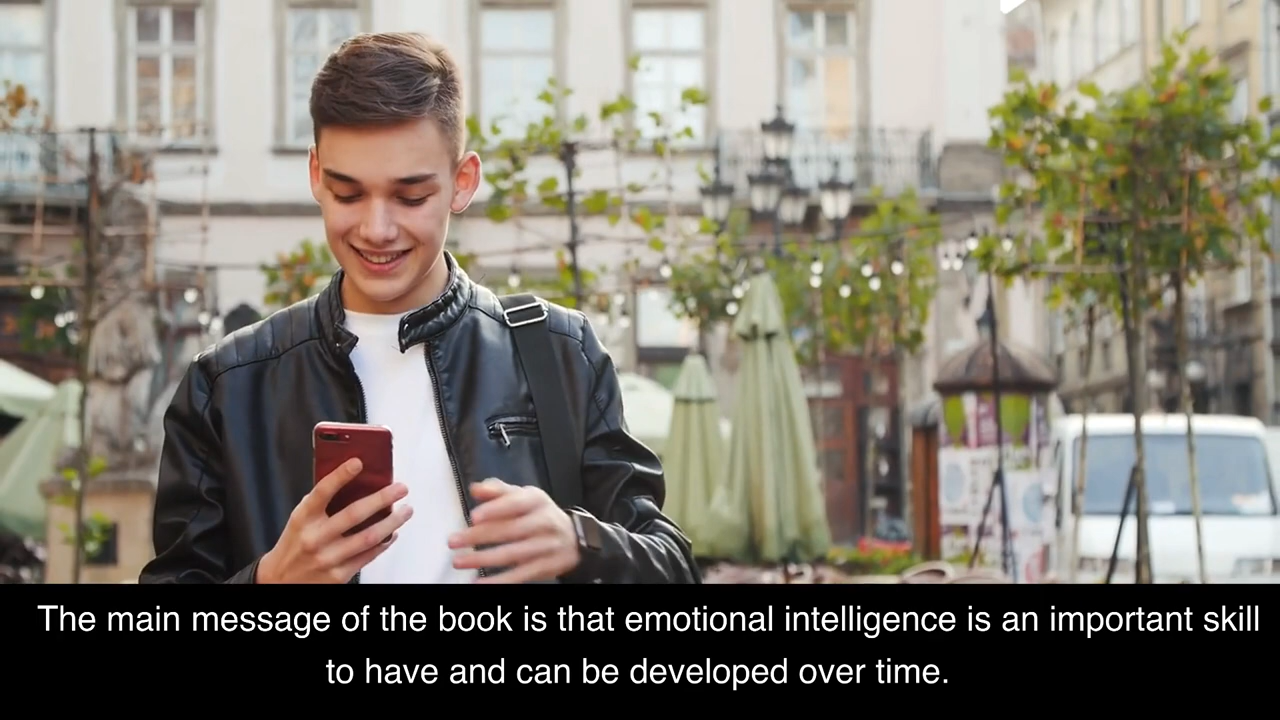 The main message of the book is that emotional intelligence is an important skill
to have and can be developed over time.